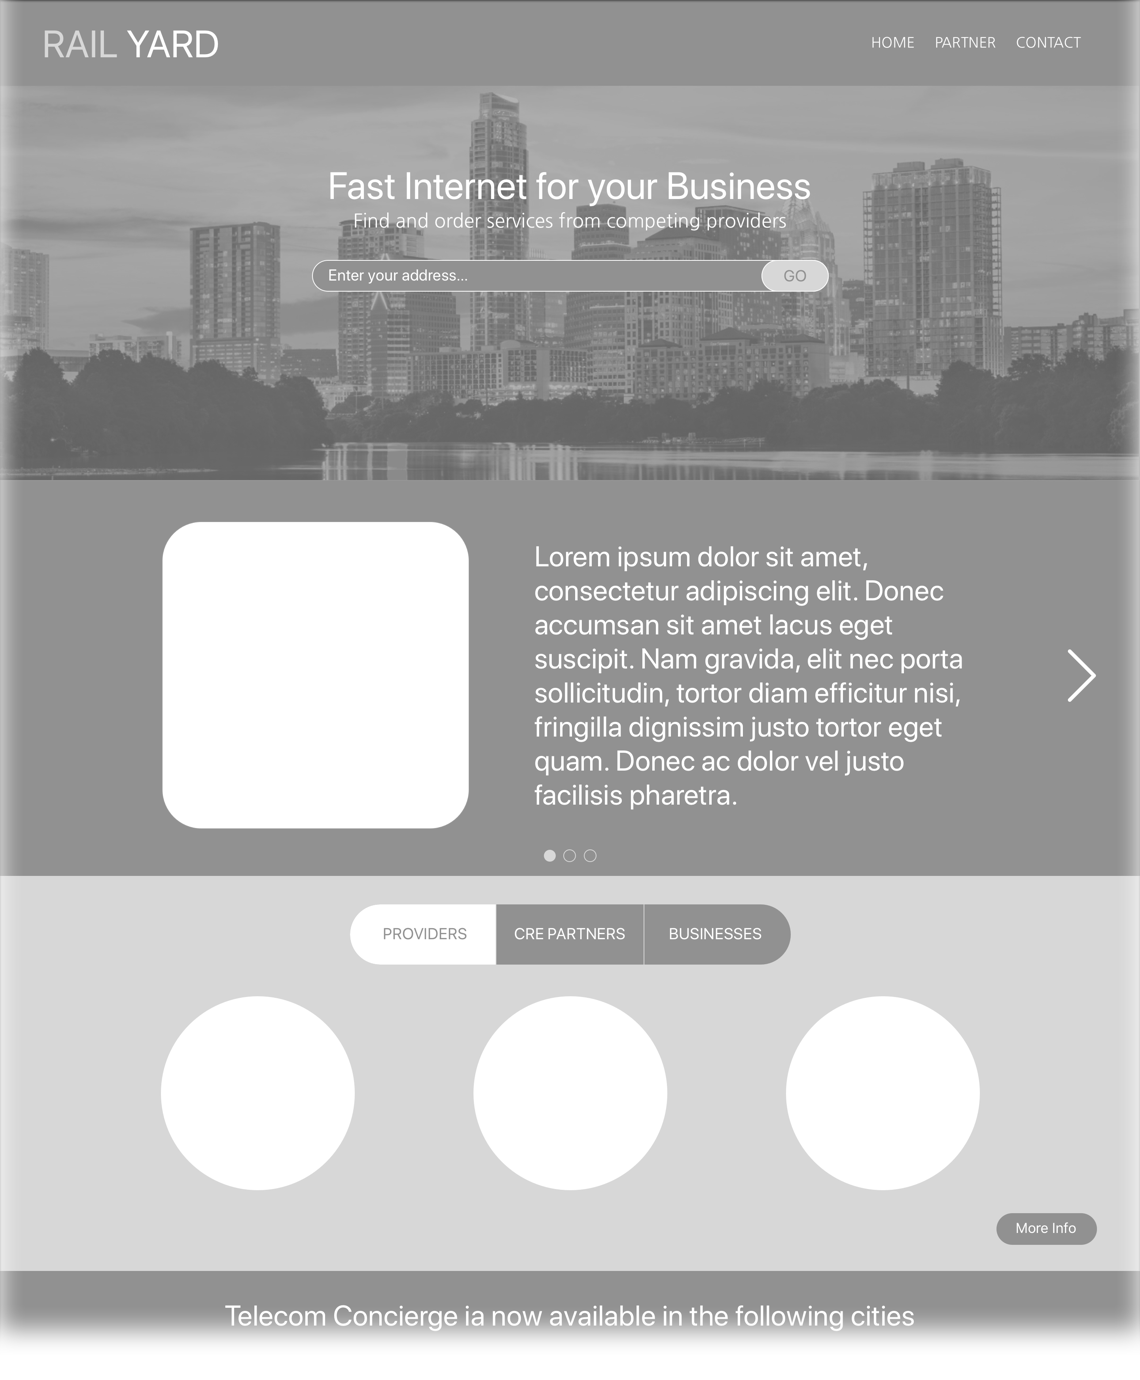 RAIL YARD
HOME PARTNER CONTACT
Fast Internet for your Business
Find and order services from competing providers
Enter your address...
GO
Lorem ipsum dolor sit amet,
consectetur adipiscing elit. Donec
accumsan sit amet lacus eget
suscipit. Nam gravida, elit nec porta
sollicitudin, tortor diam efficitur nisi,
fringilla dignissim justo tortor eget
quam. Donec ac dolor vel justo
facilisis pharetra.
PROVIDERS CRE PARTNERS BUSINESSES
More Info
Telecom Concierge ia now available in the following cities